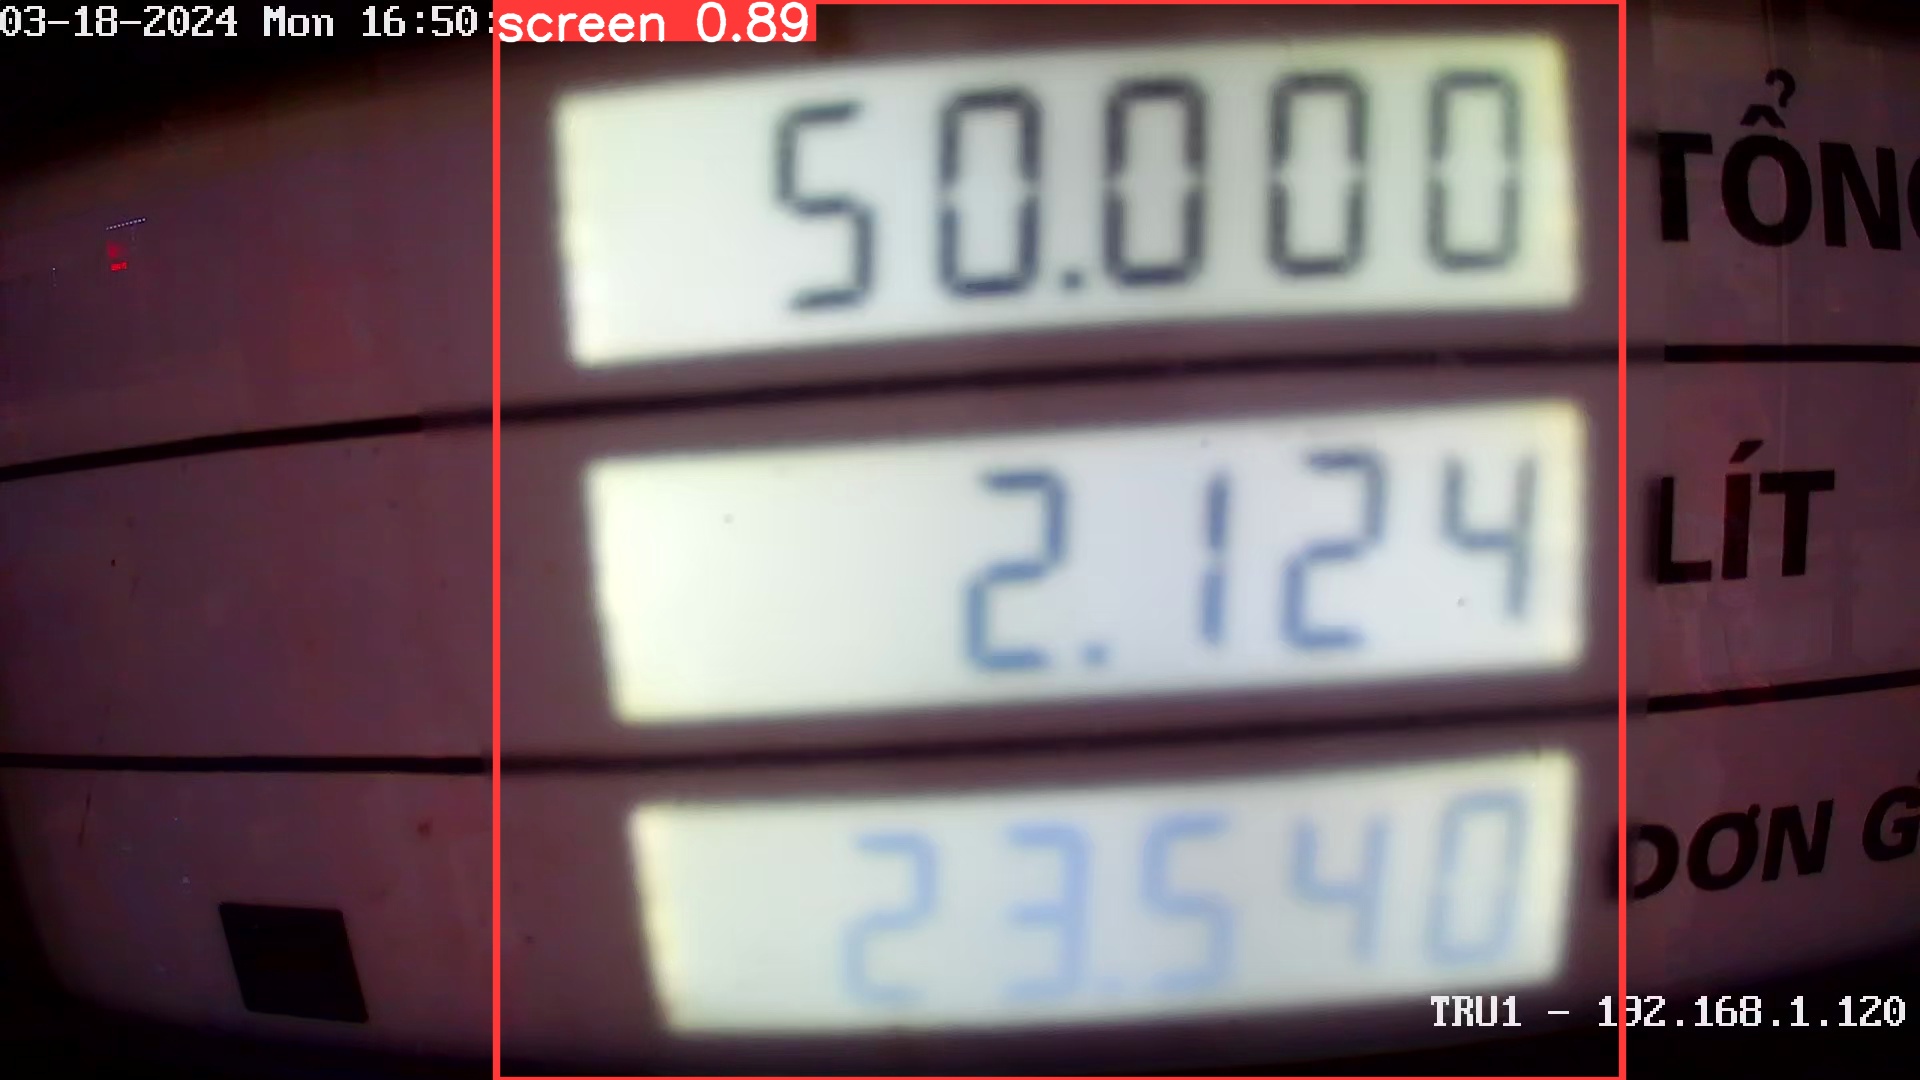 03-18-2024 Mon 16:50:
screen 0.89
50.000
TỔNG
2.124
LÍT
23.540
ĐƠN
TRU1 - 192.168.1.120